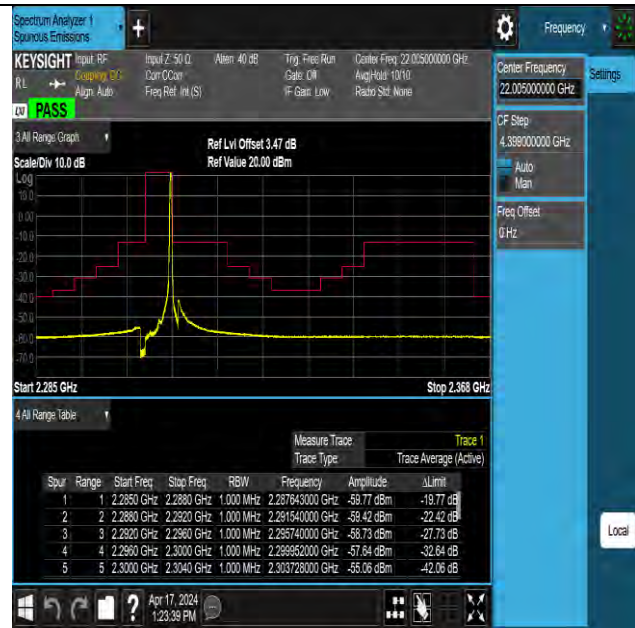 Spectrum Analyzer 1
Spurious Emissions
Frequency
KEYSIGHT
Input: RF
Coupling: DC
Align: Auto
Input Z: 50 Ω
Corr CCorr
Freq Ref: Int (S)
Atten: 40 dB
Trig: Free Run
Gate: Off
IF Gain: Low
Center Freq: 22.005000000 GHz
Avg|Hold: 10/10
Radio Std: None
RL
LXI
PASS
Center Frequency
22.005000000 GHz
Settings
CF Step
4.399000000 GHz
Auto
Man
Freq Offset
0 Hz
3 All Range Graph
Ref Lvl Offset 3.47 dB
Scale/Div 10.0 dB
Ref Value 20.00 dBm
Log
10.0
0.00
-10.0
-20.0
-30.0
-40.0
-50.0
-60.0
-70.0
Start 2.285 GHz
Stop 2.368 GHz
4 All Range Table
Measure Trace Trace 1
Trace Type Trace Average (Active)
Spur Range Start Freq Stop Freq RBW Frequency Amplitude ΔLimit
1 1 2.2850 GHz 2.2880 GHz 1.000 MHz 2.287643000 GHz -59.77 dBm -19.77 dB
2 2 2.2880 GHz 2.2920 GHz 1.000 MHz 2.291540000 GHz -59.42 dBm -22.42 dB
3 3 2.2920 GHz 2.2960 GHz 1.000 MHz 2.295740000 GHz -58.73 dBm -27.73 dB
4 4 2.2960 GHz 2.3000 GHz 1.000 MHz 2.299952000 GHz -57.64 dBm -32.64 dB
5 5 2.3000 GHz 2.3040 GHz 1.000 MHz 2.303728000 GHz -55.06 dBm -42.06 dB
Local
Apr 17, 2024
1:23:39 PM